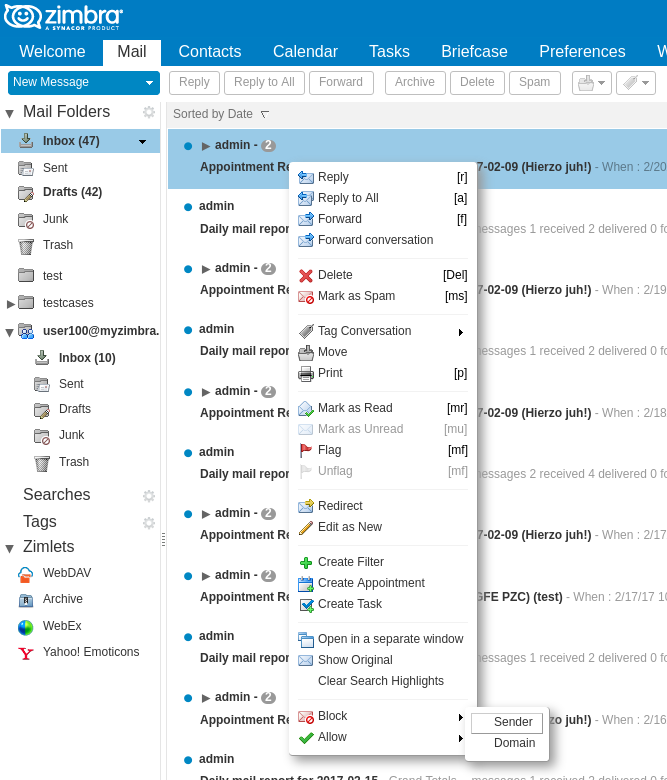 zimbra
A SYNACOR PRODUCT
Welcome Mail Contacts Calendar Tasks Briefcase Preferences W
New Message Reply Reply to All Forward Archive Delete Spam
Mail Folders
Inbox (47)
Sent
Drafts (42)
Junk
Trash
test
testcases
user100@myzimbra.
Inbox (10)
Sent
Drafts
Junk
Trash
Searches
Tags
Zimlets
WebDAV
Archive
WebEx
Yahoo! Emoticons
Sorted by Date
admin - 2
Appointment Re 7-02-09 (Hierzo juh!) - When : 2/20
admin
Daily mail repor messages 1 received 2 delivered 0 fo
admin - 2
Appointment Re 7-02-09 (Hierzo juh!) - When : 2/19
admin
Daily mail repor messages 1 received 2 delivered 0 fo
admin - 2
Appointment Re 7-02-09 (Hierzo juh!) - When : 2/18
admin
Daily mail repor messages 2 received 4 delivered 0 fo
admin - 2
Appointment Re 7-02-09 (Hierzo juh!) - When : 2/17
admin - 2
Appointment Re GFE PZC) (test) - When : 2/17/17 10
admin
Daily mail repor messages 1 received 2 delivered 0 fo
admin - 2
Appointment Re zo juh!) - When : 2/16
admin
Daily mail report for 2017-02-15 - Grand Totals messages 1 received 2 delivered 0 fo
Reply [r]
Reply to All [a]
Forward [f]
Forward conversation
Delete [Del]
Mark as Spam [ms]
Tag Conversation
Move
Print [p]
Mark as Read [mr]
Mark as Unread [mu]
Flag [mf]
Unflag [mf]
Redirect
Edit as New
Create Filter
Create Appointment
Create Task
Open in a separate window
Show Original
Clear Search Highlights
Block
Allow
Sender
Domain